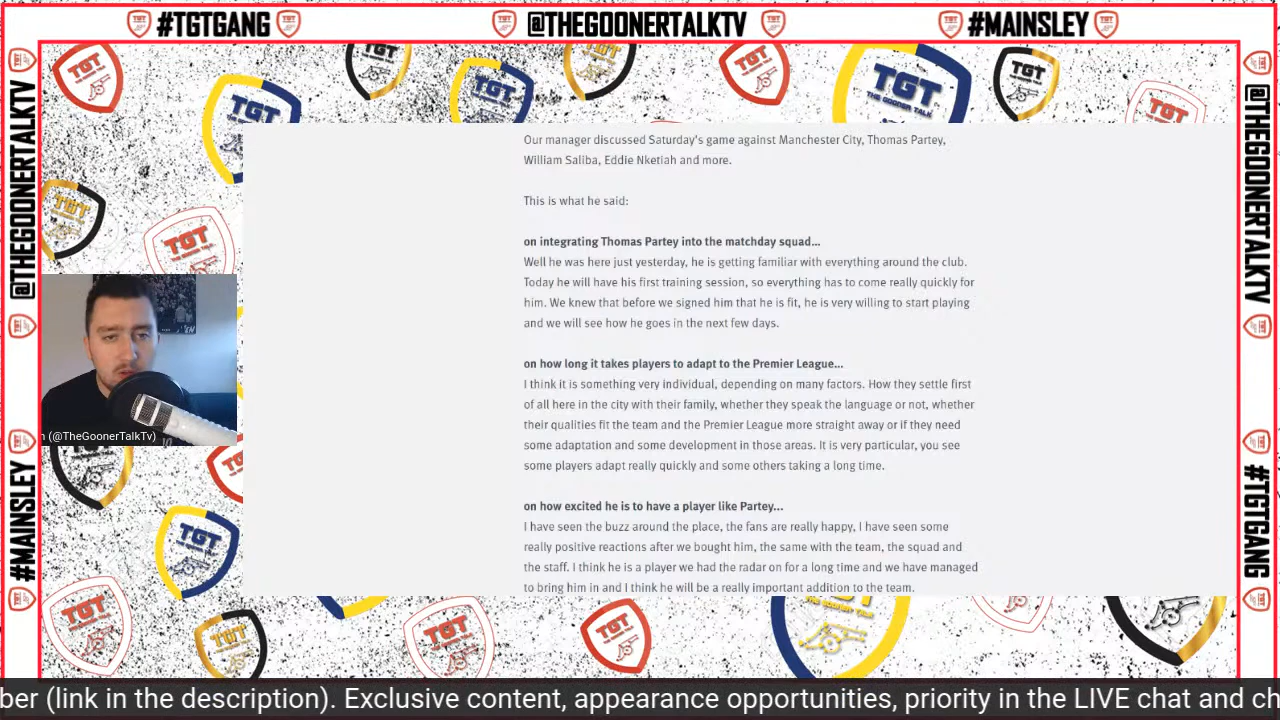 #TGTGANG
@THEGOONERTALKTV
#MAINSLEY
@THEGOONERTALKTV
#MAINSLEY
@THEGOONERTALKTV
#TGTGANG
TGT
THE GOONER TALK
Our manager discussed Saturday's game against Manchester City, Thomas Partey,
William Saliba, Eddie Nketiah and more.
This is what he said:
on integrating Thomas Partey into the matchday squad...
Well he was here just yesterday, he is getting familiar with everything around the club.
Today he will have his first training session, so everything has to come really quickly for
him. We knew that before we signed him that he is fit, he is very willing to start playing
and we will see how he goes in the next few days.
on how long it takes players to adapt to the Premier League...
I think it is something very individual, depending on many factors. How they settle first
of all here in the city with their family, whether they speak the language or not, whether
their qualities fit the team and the Premier League more straight away or if they need
some adaptation and some development in those areas. It is very particular, you see
some players adapt really quickly and some others taking a long time.
on how excited he is to have a player like Partey...
I have seen the buzz around the place, the fans are really happy, I have seen some
really positive reactions after we bought him, the same with the team, the squad and
the staff. I think he is a player we had the radar on for a long time and we have managed
to bring him in and I think he will be a really important addition to the team.
n (@TheGoonerTalkTv)
ber (link in the description). Exclusive content, appearance opportunities, priority in the LIVE chat and ch